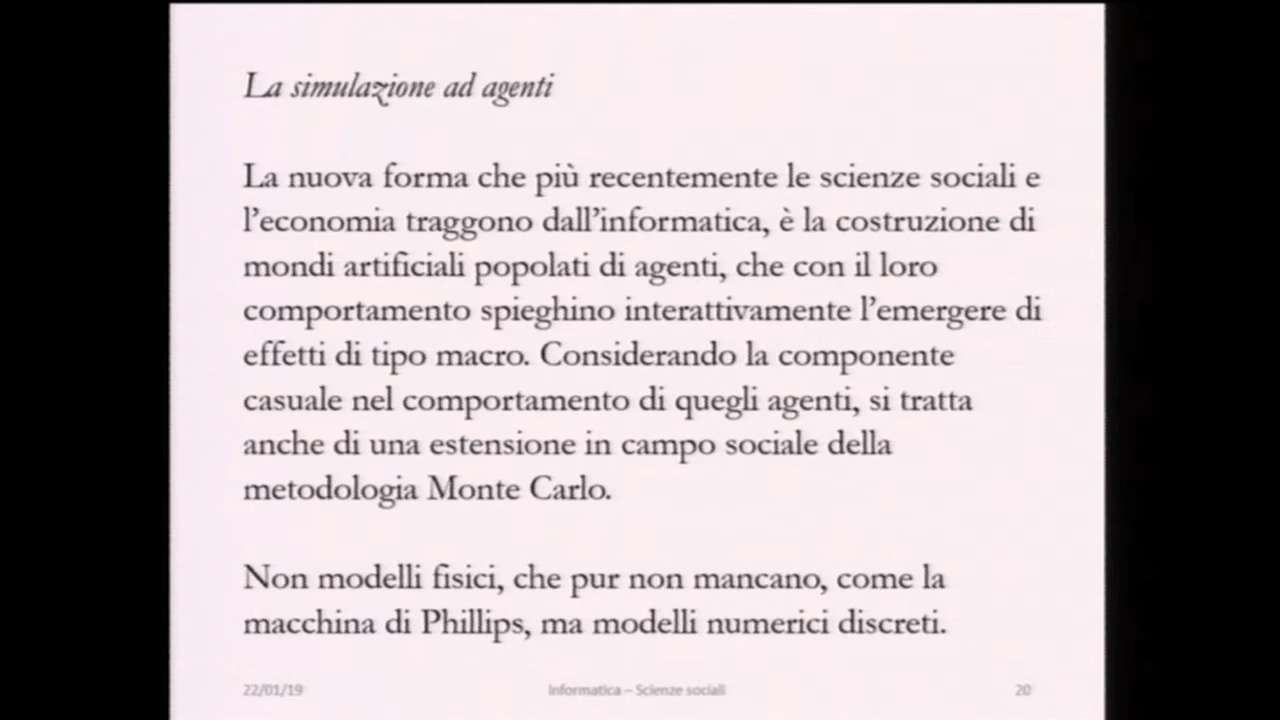 La simulazione ad agenti
La nuova forma che più recentemente le scienze sociali e
l’economia traggono dall’informatica, è la costruzione di
mondi artificiali popolati di agenti, che con il loro
comportamento spieghino interattivamente l’emergere di
effetti di tipo macro. Considerando la componente
casuale nel comportamento di quegli agenti, si tratta
anche di una estensione in campo sociale della
metodologia Monte Carlo.
Non modelli fisici, che pur non mancano, come la
macchina di Phillips, ma modelli numerici discreti.
22/01/19 Informatica – Scienze sociali 20